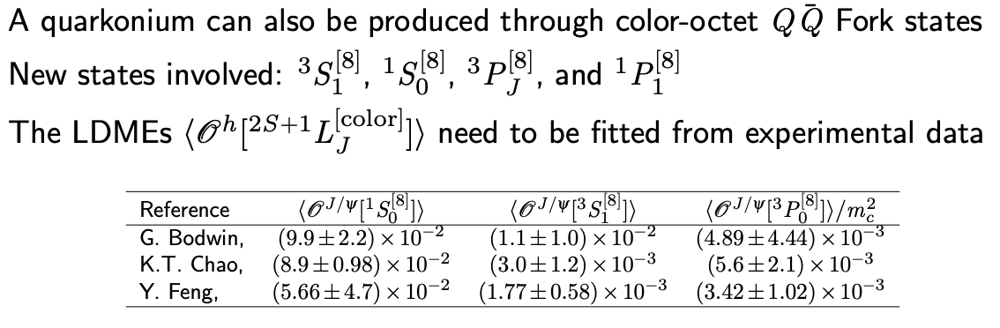 A quarkonium can also be produced through color-octet $Q\bar{Q}$ Fork states
New states involved: ${}^3S_1^{[8]}$, ${}^1S_0^{[8]}$, ${}^3P_J^{[8]}$, and ${}^1P_1^{[8]}$
The LDMEs $\langle \mathcal{O}^h[{}^{2S+1}L_J^{[\mathrm{color}]}]\rangle$ need to be fitted from experimental data
Reference $\langle \mathcal{O}^{J/\psi}[{}^1S_0^{[8]}]\rangle$ $\langle \mathcal{O}^{J/\psi}[{}^3S_1^{[8]}]\rangle$ $\langle \mathcal{O}^{J/\psi}[{}^3P_0^{[8]}]\rangle/m_c^2$
G. Bodwin, $(9.9 \pm 2.2) \times 10^{-2}$ $(1.1 \pm 1.0) \times 10^{-2}$ $(4.89 \pm 4.44) \times 10^{-3}$
K.T. Chao, $(8.9 \pm 0.98) \times 10^{-2}$ $(3.0 \pm 1.2) \times 10^{-3}$ $(5.6 \pm 2.1) \times 10^{-3}$
Y. Feng, $(5.66 \pm 4.7) \times 10^{-2}$ $(1.77 \pm 0.58) \times 10^{-3}$ $(3.42 \pm 1.02) \times 10^{-3}$